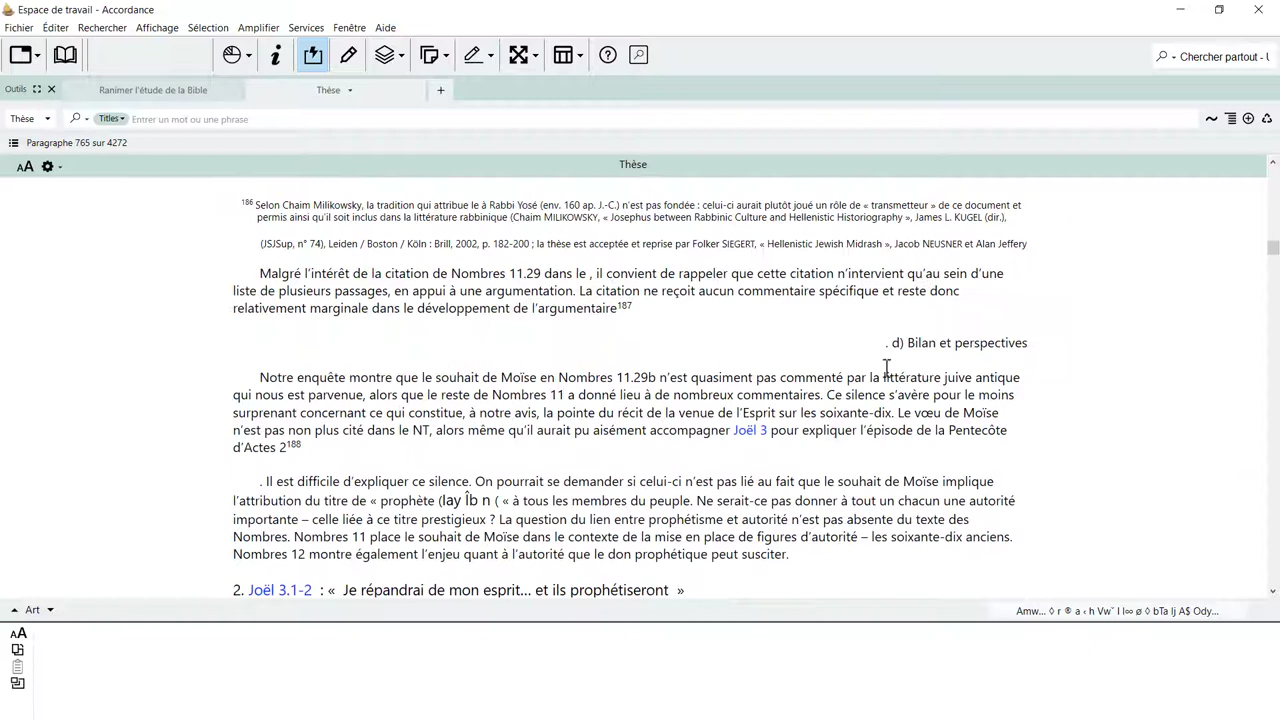 Espace de travail - Accordance
Fichier Éditer Rechercher Affichage Sélection Amplifier Services Fenêtre Aide
Chercher partout - U
Outils Ranimer l'étude de la Bible Thèse +
Thèse Titles Entrer un mot ou une phrase
Paragraphe 765 sur 4272
AA Thèse
186 Selon Chaim Milikowsky, la tradition qui attribue le à Rabbi Yosé (env. 160 ap. J.-C.) n'est pas fondée : celui-ci aurait plutôt joué un rôle de « transmetteur » de ce document et
permis ainsi qu'il soit inclus dans la littérature rabbinique (Chaim MILIKOWSKY, « Josephus between Rabbinic Culture and Hellenistic Historiography », James L. KUGEL (dir.),
(JSJSup, n° 74), Leiden / Boston / Köln : Brill, 2002, p. 182-200 ; la thèse est acceptée et reprise par Folker SIEGERT, « Hellenistic Jewish Midrash », Jacob NEUSNER et Alan Jeffery
Malgré l'intérêt de la citation de Nombres 11.29 dans le , il convient de rappeler que cette citation n'intervient qu'au sein d'une
liste de plusieurs passages, en appui à une argumentation. La citation ne reçoit aucun commentaire spécifique et reste donc
relativement marginale dans le développement de l'argumentaire187
. d) Bilan et perspectives
Notre enquête montre que le souhait de Moïse en Nombres 11.29b n'est quasiment pas commenté par la littérature juive antique
qui nous est parvenue, alors que le reste de Nombres 11 a donné lieu à de nombreux commentaires. Ce silence s'avère pour le moins
surprenant concernant ce qui constitue, à notre avis, la pointe du récit de la venue de l'Esprit sur les soixante-dix. Le vœu de Moïse
n'est pas non plus cité dans le NT, alors même qu'il aurait pu aisément accompagner Joël 3 pour expliquer l'épisode de la Pentecôte
d'Actes 2188
. Il est difficile d'expliquer ce silence. On pourrait se demander si celui-ci n'est pas lié au fait que le souhait de Moïse implique
l'attribution du titre de « prophète (lay Îb n ( « à tous les membres du peuple. Ne serait-ce pas donner à tout un chacun une autorité
importante – celle liée à ce titre prestigieux ? La question du lien entre prophétisme et autorité n'est pas absente du texte des
Nombres. Nombres 11 place le souhait de Moïse dans le contexte de la mise en place de figures d'autorité – les soixante-dix anciens.
Nombres 12 montre également l'enjeu quant à l'autorité que le don prophétique peut susciter.
2. Joël 3.1-2 : « Je répandrai de mon esprit... et ils prophétiseront »
Art Amw... ◊ r ® a ‹ h Vw˘ l I∞ ø ◊ bTa lj A$ Ody...
AA